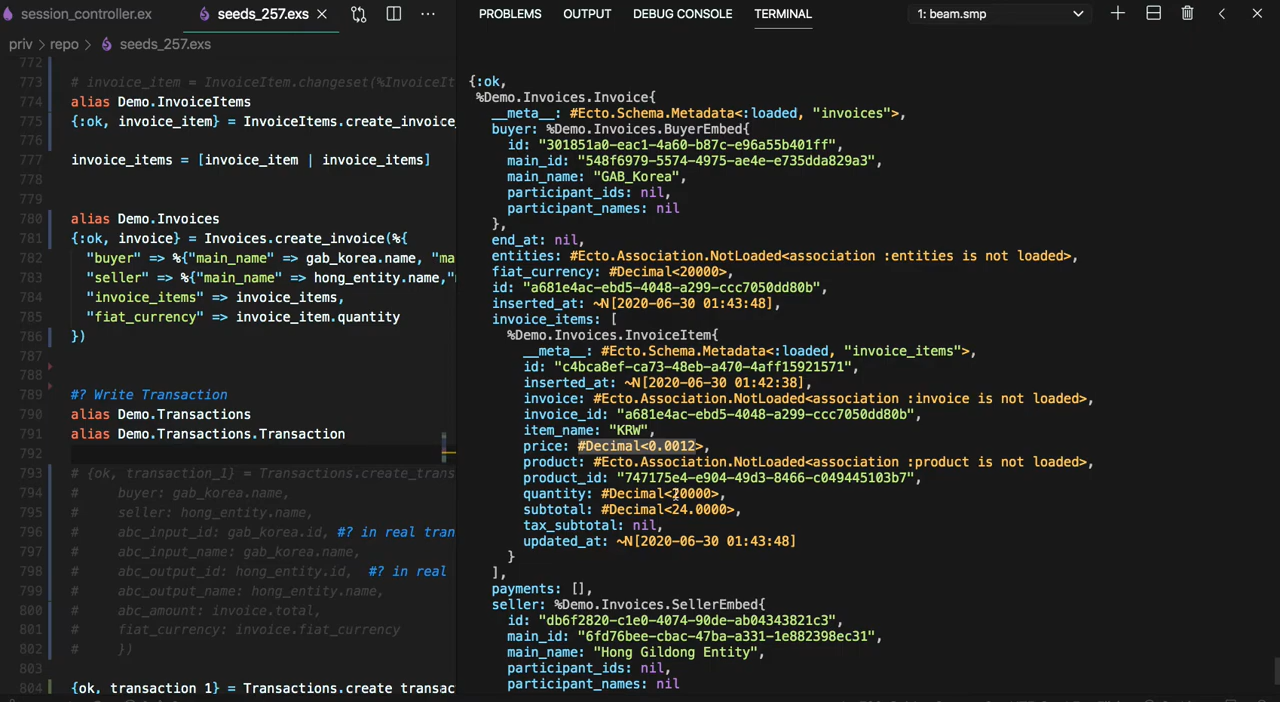 session_controller.ex
seeds_257.exs
priv > repo > seeds_257.exs
772
773 # invoice_item = InvoiceItem.changeset(%InvoiceIt
774 alias Demo.InvoiceItems
775 {:ok, invoice_item} = InvoiceItems.create_invoice_
776
777 invoice_items = [invoice_item | invoice_items]
778
779
780 alias Demo.Invoices
781 {:ok, invoice} = Invoices.create_invoice(%{
782 "buyer" => %{"main_name" => gab_korea.name, "ma
783 "seller" => %{"main_name" => hong_entity.name,"
784 "invoice_items" => invoice_items,
785 "fiat_currency" => invoice_item.quantity
786 })
787
788
789 #? Write Transaction
790 alias Demo.Transactions
791 alias Demo.Transactions.Transaction
792
793 # {ok, transaction_1} = Transactions.create_trans
794 # buyer: gab_korea.name,
795 # seller: hong_entity.name,
796 # abc_input_id: gab_korea.id, #? in real tran
797 # abc_input_name: gab_korea.name,
798 # abc_output_id: hong_entity.id, #? in real
799 # abc_output_name: hong_entity.name,
800 # abc_amount: invoice.total,
801 # fiat_currency: invoice.fiat_currency
802 # })
803
804 {ok, transaction_1} = Transactions.create_transac
PROBLEMS OUTPUT DEBUG CONSOLE TERMINAL 1: beam.smp
{:ok,
%Demo.Invoices.Invoice{
__meta__: #Ecto.Schema.Metadata<:loaded, "invoices">,
buyer: %Demo.Invoices.BuyerEmbed{
id: "301851a0-eac1-4a60-b87c-e96a55b401ff",
main_id: "548f6979-5574-4975-ae4e-e735dda829a3",
main_name: "GAB_Korea",
participant_ids: nil,
participant_names: nil
},
end_at: nil,
entities: #Ecto.Association.NotLoaded<association :entities is not loaded>,
fiat_currency: #Decimal<20000>,
id: "a681e4ac-ebd5-4048-a299-ccc7050dd80b",
inserted_at: ~N[2020-06-30 01:43:48],
invoice_items: [
%Demo.Invoices.InvoiceItem{
__meta__: #Ecto.Schema.Metadata<:loaded, "invoice_items">,
id: "c4bca8ef-ca73-48eb-a470-4aff15921571",
inserted_at: ~N[2020-06-30 01:42:38],
invoice: #Ecto.Association.NotLoaded<association :invoice is not loaded>,
invoice_id: "a681e4ac-ebd5-4048-a299-ccc7050dd80b",
item_name: "KRW",
price: #Decimal<0.0012>,
product: #Ecto.Association.NotLoaded<association :product is not loaded>,
product_id: "747175e4-e904-49d3-8466-c049445103b7",
quantity: #Decimal<20000>,
subtotal: #Decimal<24.0000>,
tax_subtotal: nil,
updated_at: ~N[2020-06-30 01:43:48]
}
],
payments: [],
seller: %Demo.Invoices.SellerEmbed{
id: "db6f2820-c1e0-4074-90de-ab04343821c3",
main_id: "6fd76bee-cbac-47ba-a331-1e882398ec31",
main_name: "Hong Gildong Entity",
participant_ids: nil,
participant_names: nil